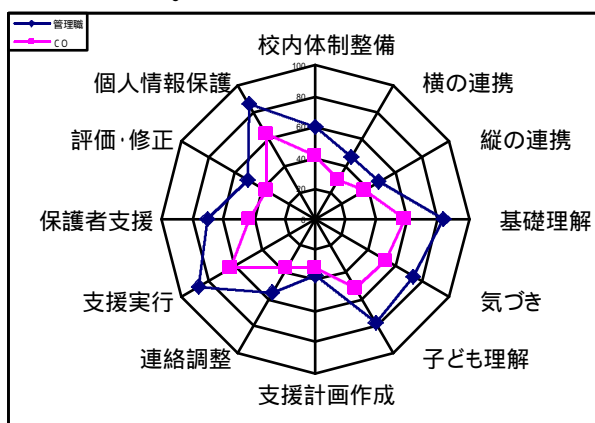 管理職
CO
校内体制整備
横の連携
縦の連携
基礎理解
気づき
子ども理解
支援計画作成
連絡調整
支援実行
保護者支援
評価・修正
個人情報保護
100
80
60
40
20
0